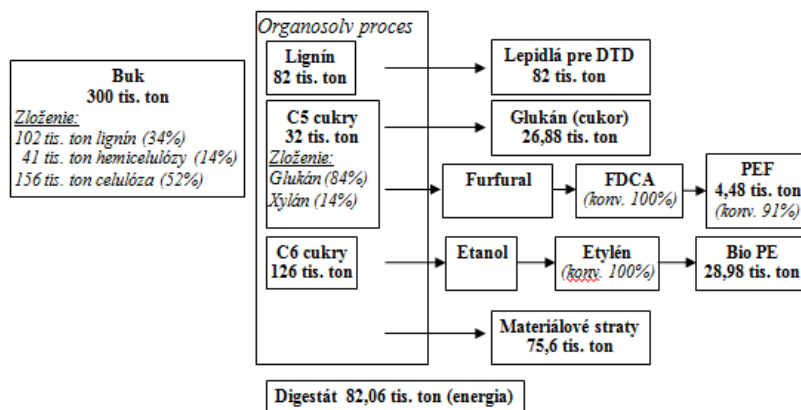 Organosolv proces
Buk
300 tis. ton
Zloženie:
102 tis. ton lignín (34%)
41 tis. ton hemicelulózy (14%)
156 tis. ton celulóza (52%)
Lignín
82 tis. ton
Lepidlá pre DTD
82 tis. ton
C5 cukry
32 tis. ton
Zloženie:
Glukán (84%)
Xylán (14%)
Glukán (cukor)
26,88 tis. ton
Furfural
FDCA
(konv. 100%)
PEF
4,48 tis. ton
(konv. 91%)
C6 cukry
126 tis. ton
Etanol
Etylén
(konv. 100%)
Bio PE
28,98 tis. ton
Materiálové straty
75,6 tis. ton
Digestát 82,06 tis. ton (energia)